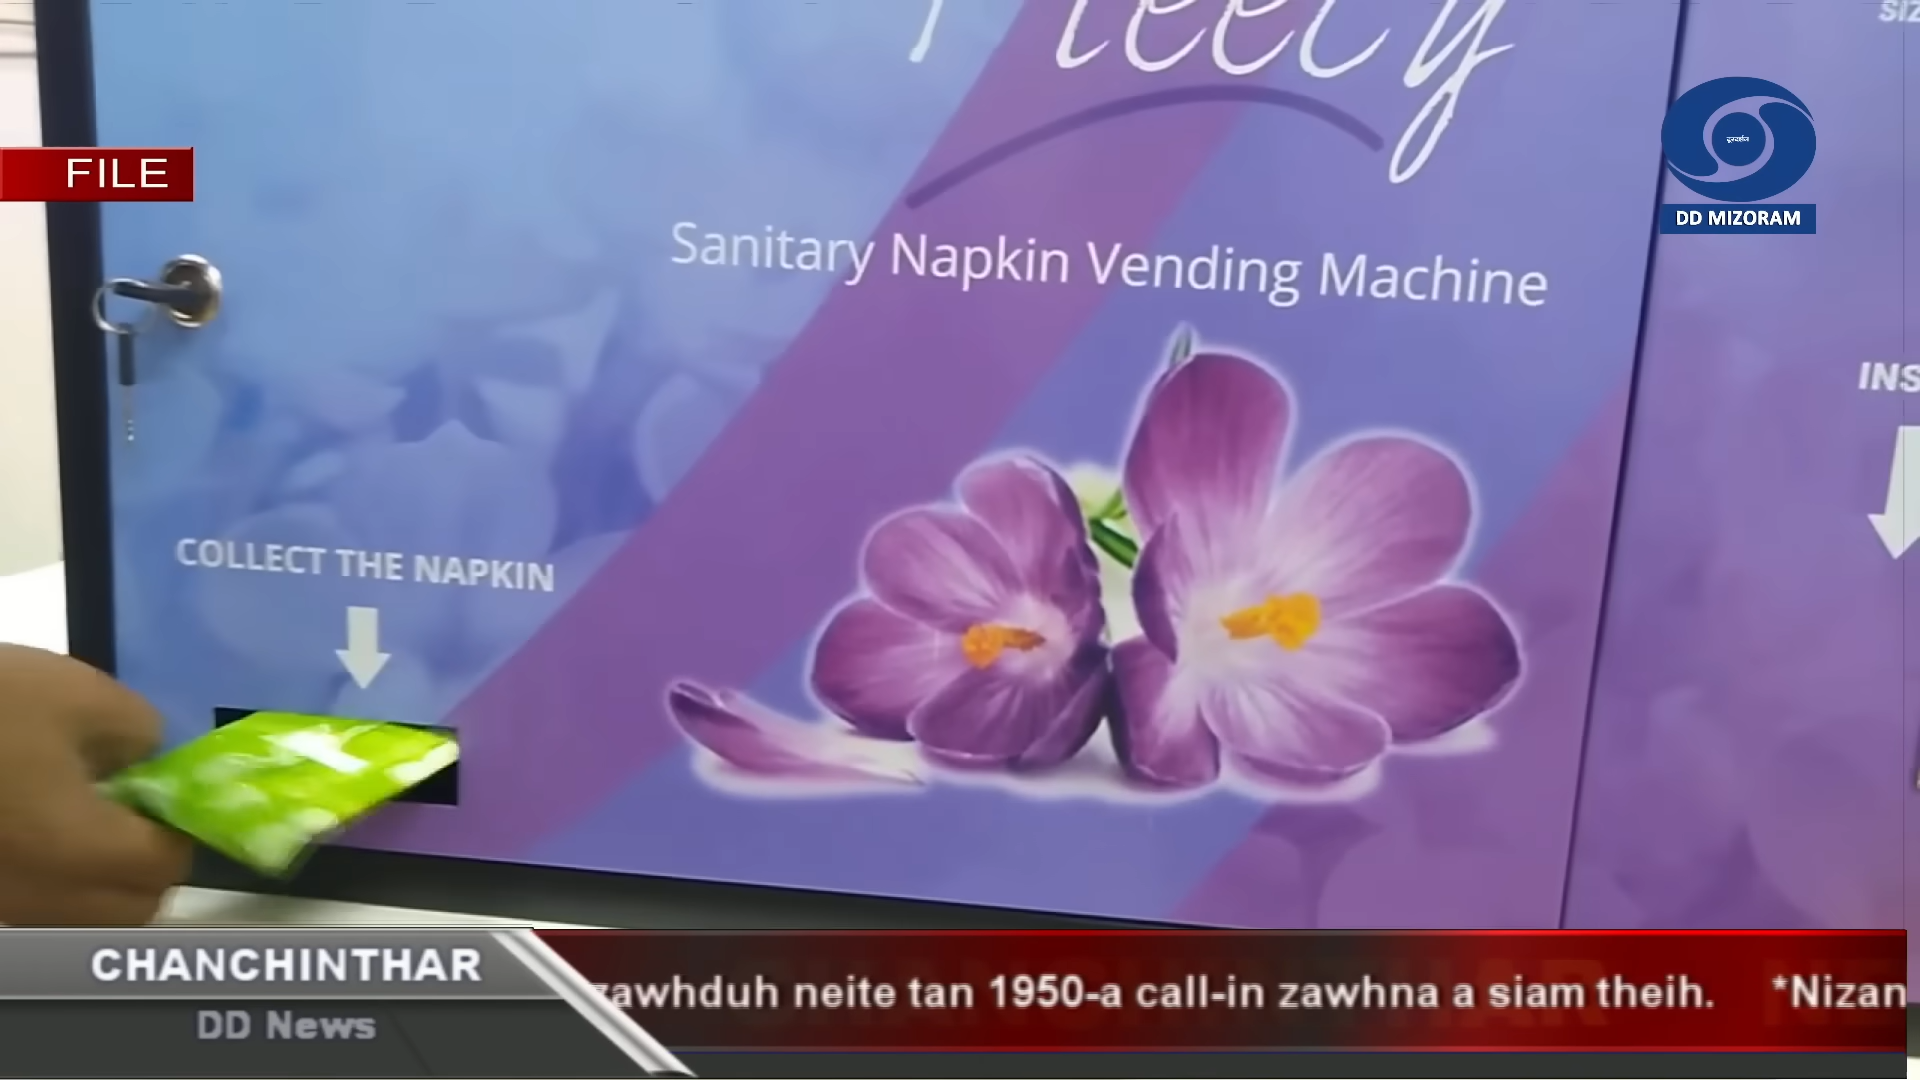 SIZ
FILE
DD MIZORAM
Sanitary Napkin Vending Machine
INS
COLLECT THE NAPKIN
CHANCHINTHAR
DD News
zawhduh neite tan 1950-a call-in zawhna a siam theih. *Nizan